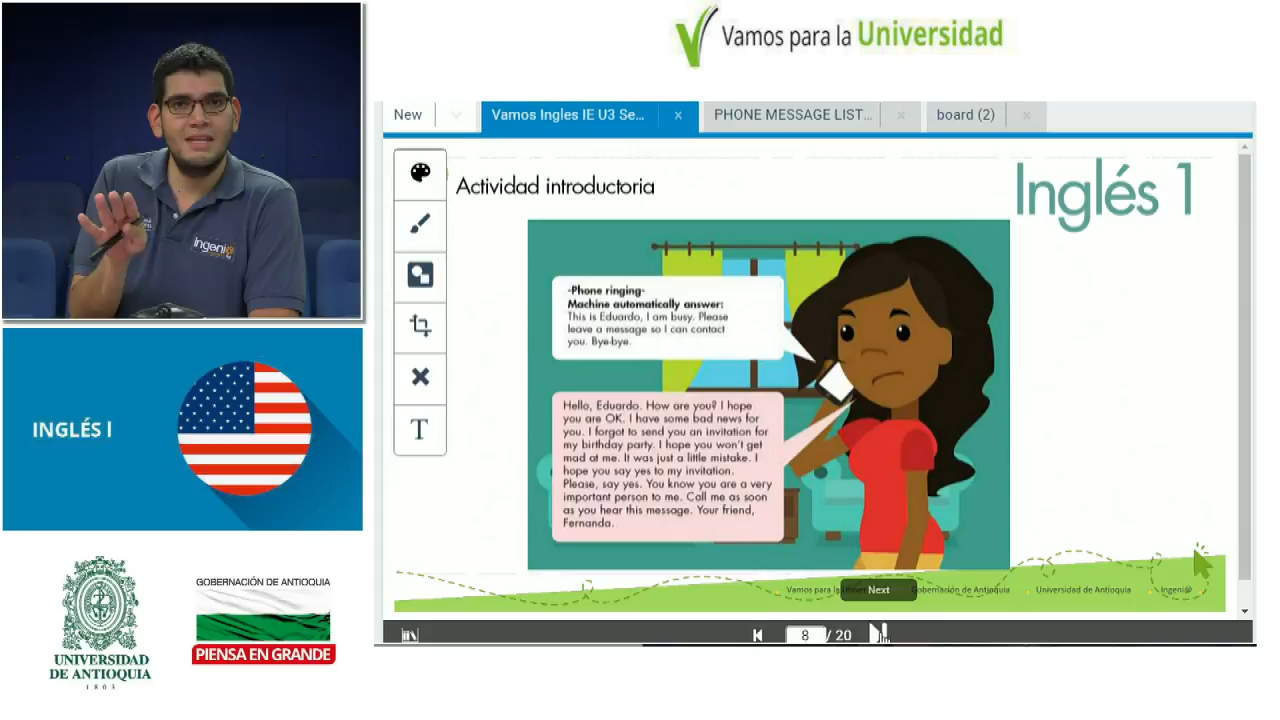 Vamos para la Universidad
New
Vamos Ingles IE U3 Se...
PHONE MESSAGE LIST...
board (2)
Actividad introductoria
Inglés 1
T
-Phone ringing-
Machine automatically answer:
This is Eduardo, I am busy. Please
leave a message so I can contact
you. Bye-bye.
Hello, Eduardo. How are you? I hope
you are OK. I have some bad news for
you. I forgot to send you an invitation for
my birthday party. I hope you won't get
mad at me. It was just a little mistake. I
hope you say yes to my invitation.
Please, say yes. You know you are a very
important person to me. Call me as soon
as you hear this message. Your friend,
Fernanda.
ingeni@
INGLÉS I
UNIVERSIDAD
DE ANTIOQUIA
1803
GOBERNACIÓN DE ANTIOQUIA
PIENSA EN GRANDE
Vamos para la
Next
Gobernación de Antioquia
Universidad de Antioquia
Ingeni@
8 / 20